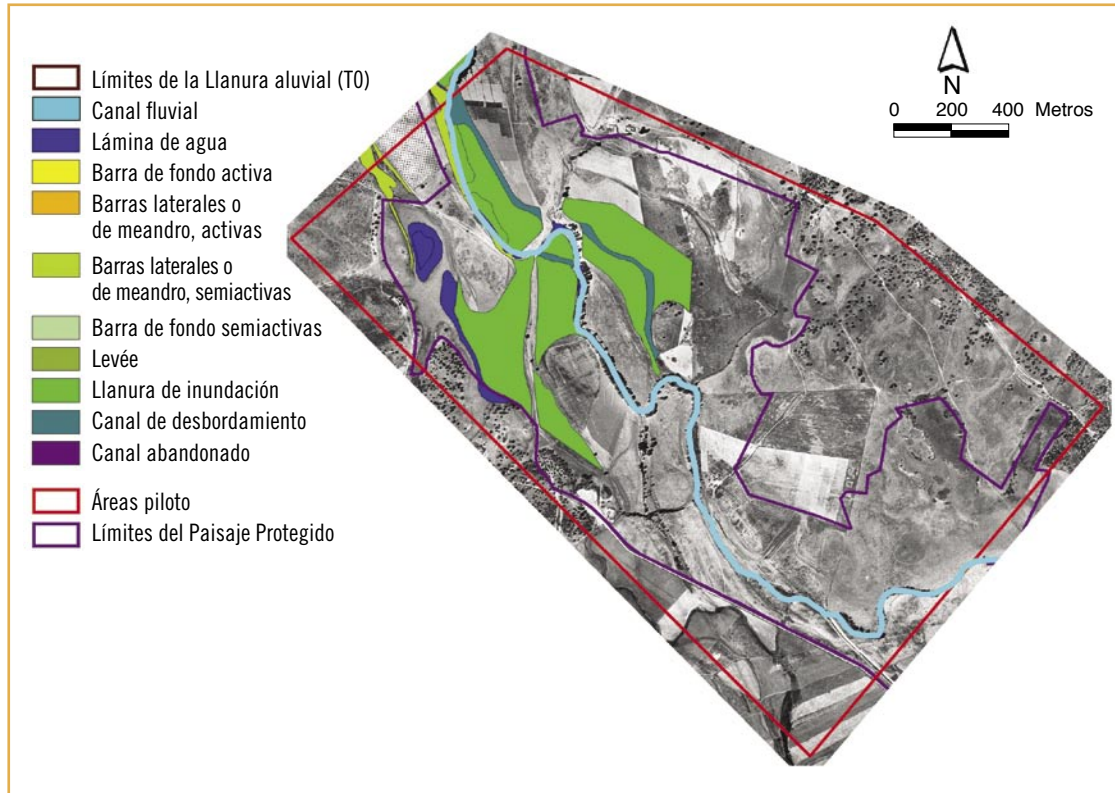 Límites de la Llanura aluvial (T0)
Canal fluvial
Lámina de agua
Barra de fondo activa
Barras laterales o
de meandro, activas
Barras laterales o
de meandro, semiactivas
Barra de fondo semiactivas
Levée
Llanura de inundación
Canal de desbordamiento
Canal abandonado
Áreas piloto
Límites del Paisaje Protegido
N
0 200 400 Metros